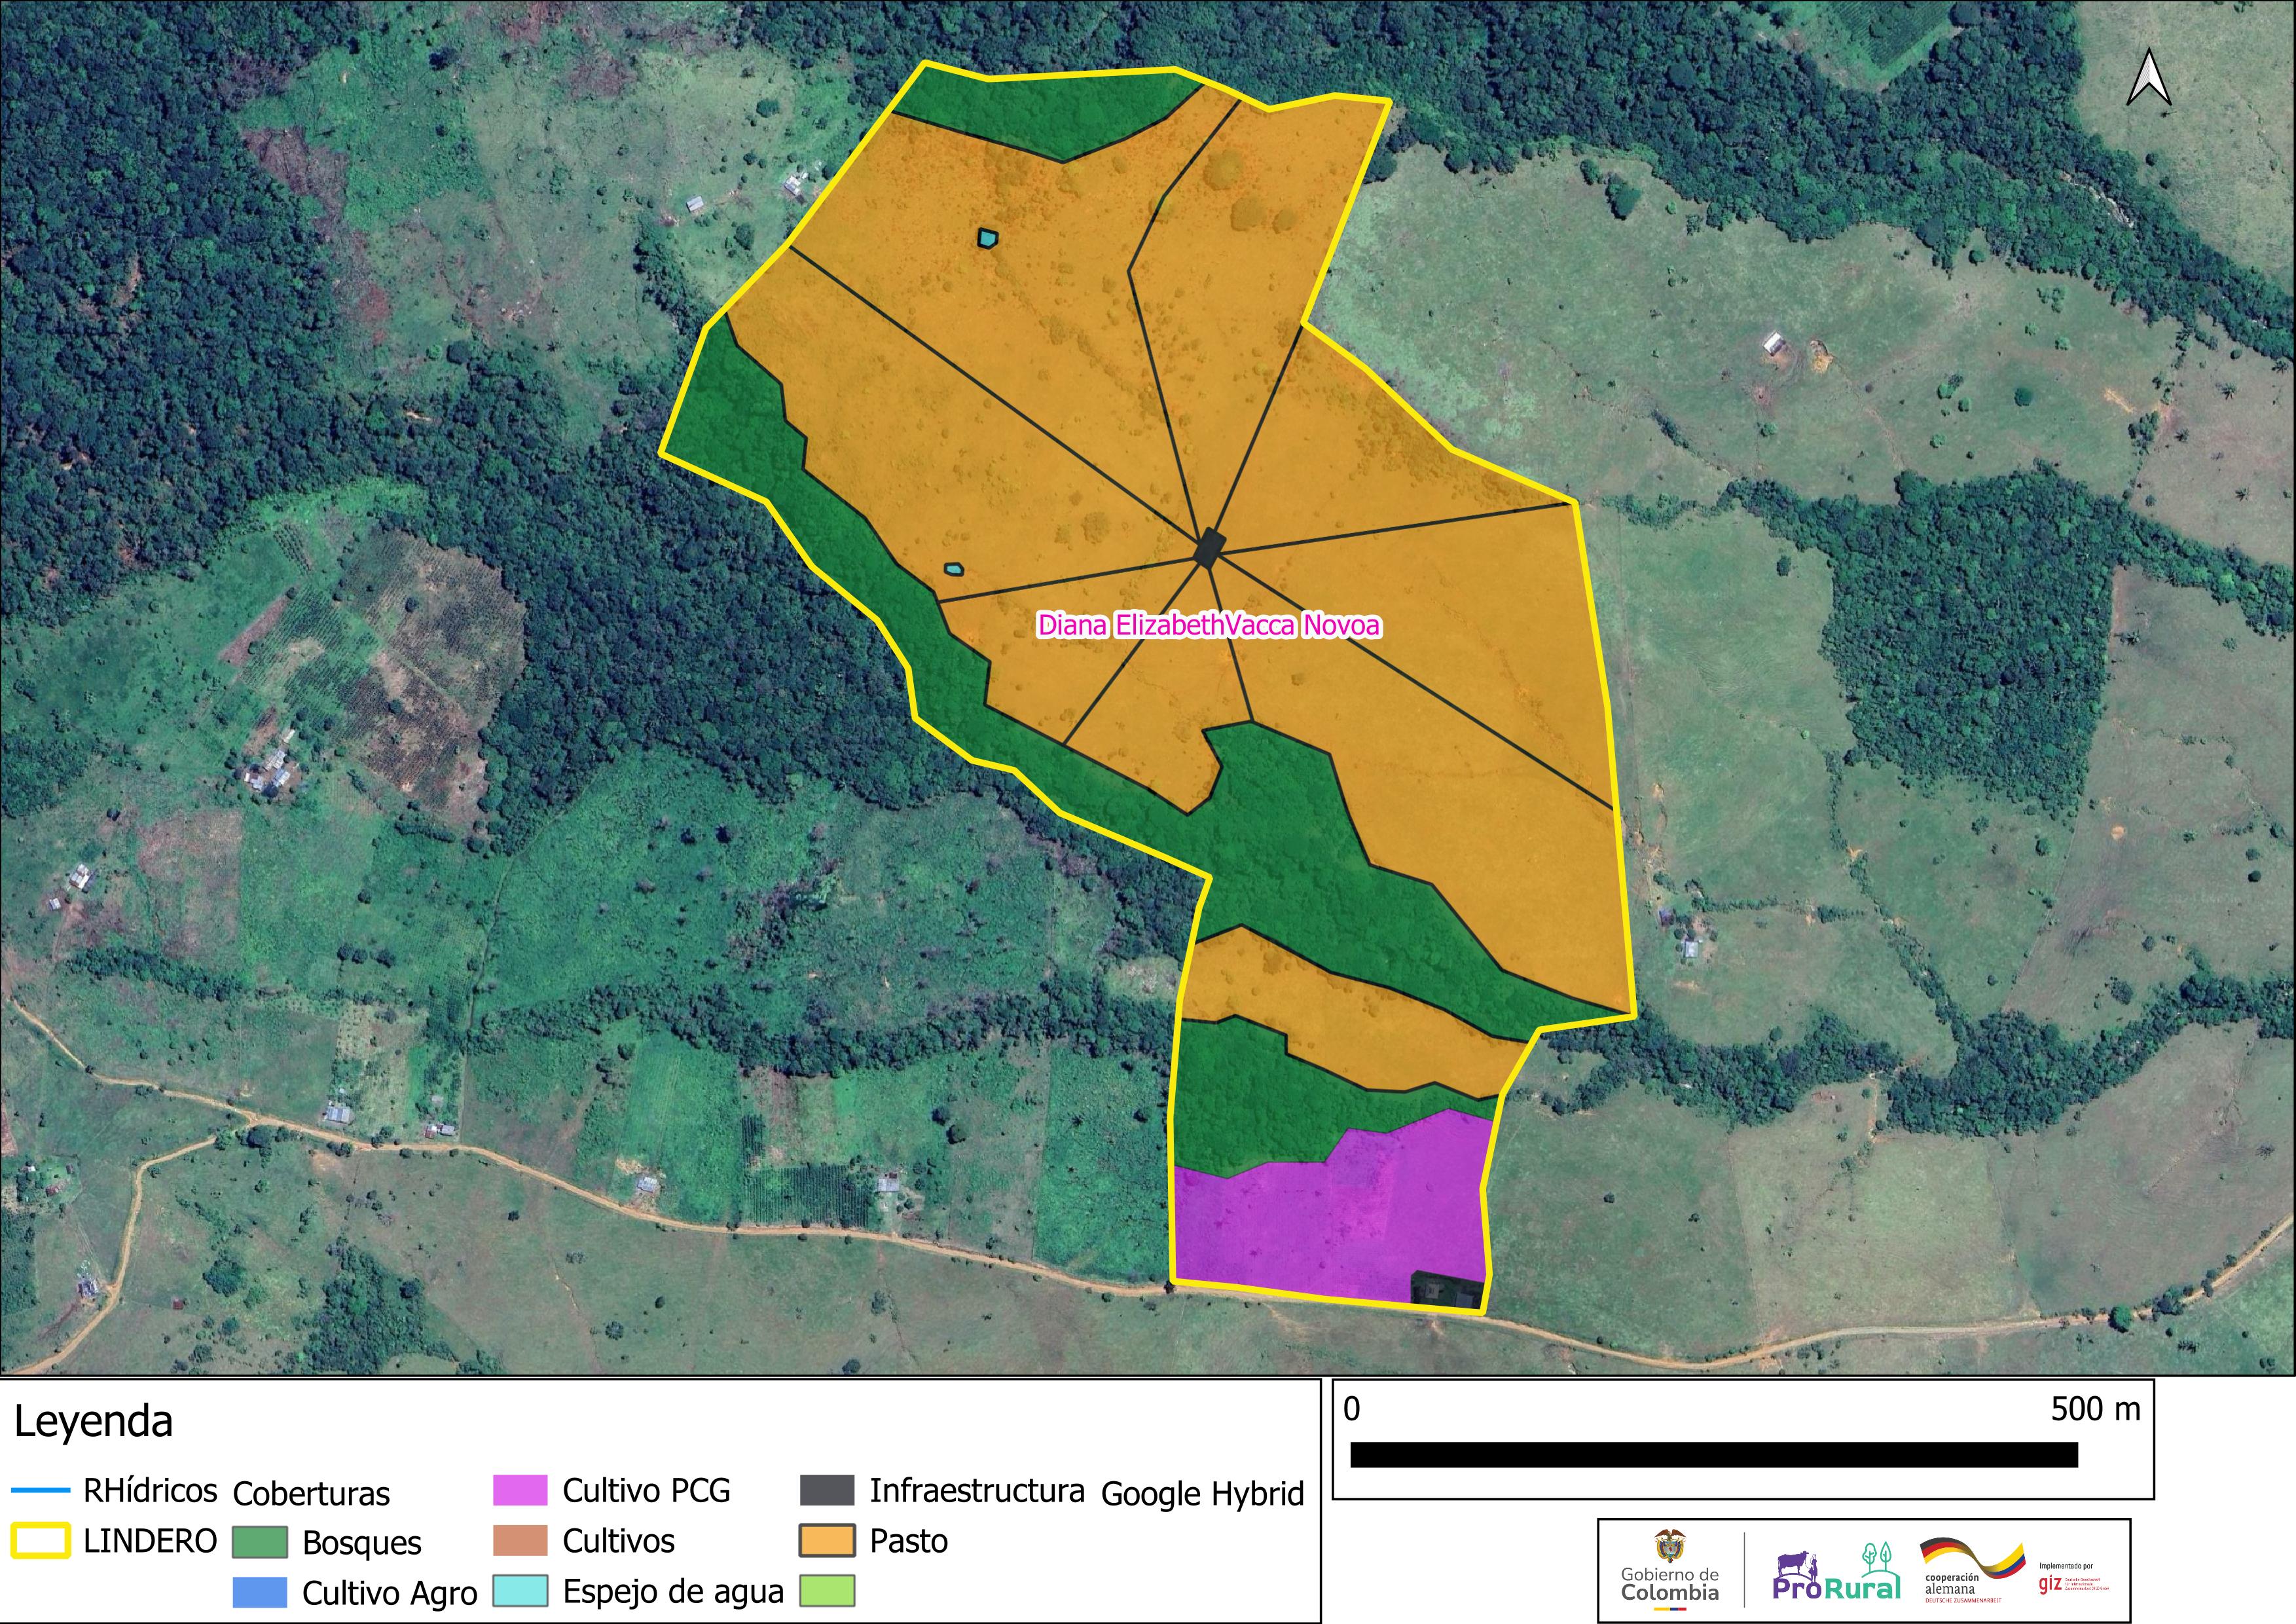 Diana ElizabethVacca Novoa
Leyenda
RHídricos
LINDERO
Coberturas
Bosques
Cultivo Agro
Cultivo PCG
Cultivos
Espejo de agua
Infraestructura
Pasto
Google Hybrid
0 500 m
Gobierno de
Colombia
ProRural
cooperación
alemana
DEUTSCHE ZUSAMMENARBEIT
Implementado por
giz